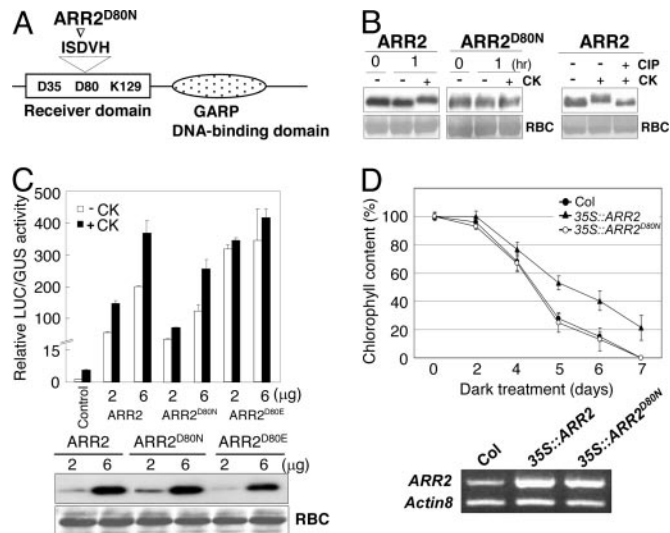 A
ARR2D80N
ISDVH
D35 D80 K129
Receiver domain
GARP
DNA-binding domain
B
ARR2 ARR2D80N ARR2
0 1 0 1 (hr) - - + CIP
- - + - - + CK - + + CK
RBC RBC
C
Relative LUC/GUS activity
500
400
300
200
100
15
0
- CK
+ CK
Control
2 6 2 6 2 6 (μg)
ARR2 ARR2D80N ARR2D80E
ARR2 ARR2D80N ARR2D80E
2 6 2 6 2 6 (μg)
RBC
D
Chlorophyll content (%)
100
80
60
40
20
0
Col
35S::ARR2
35S::ARR2D80N
0 2 4 5 6 7
Dark treatment (days)
Col 35S::ARR2 35S::ARR2D80N
ARR2
Actin8